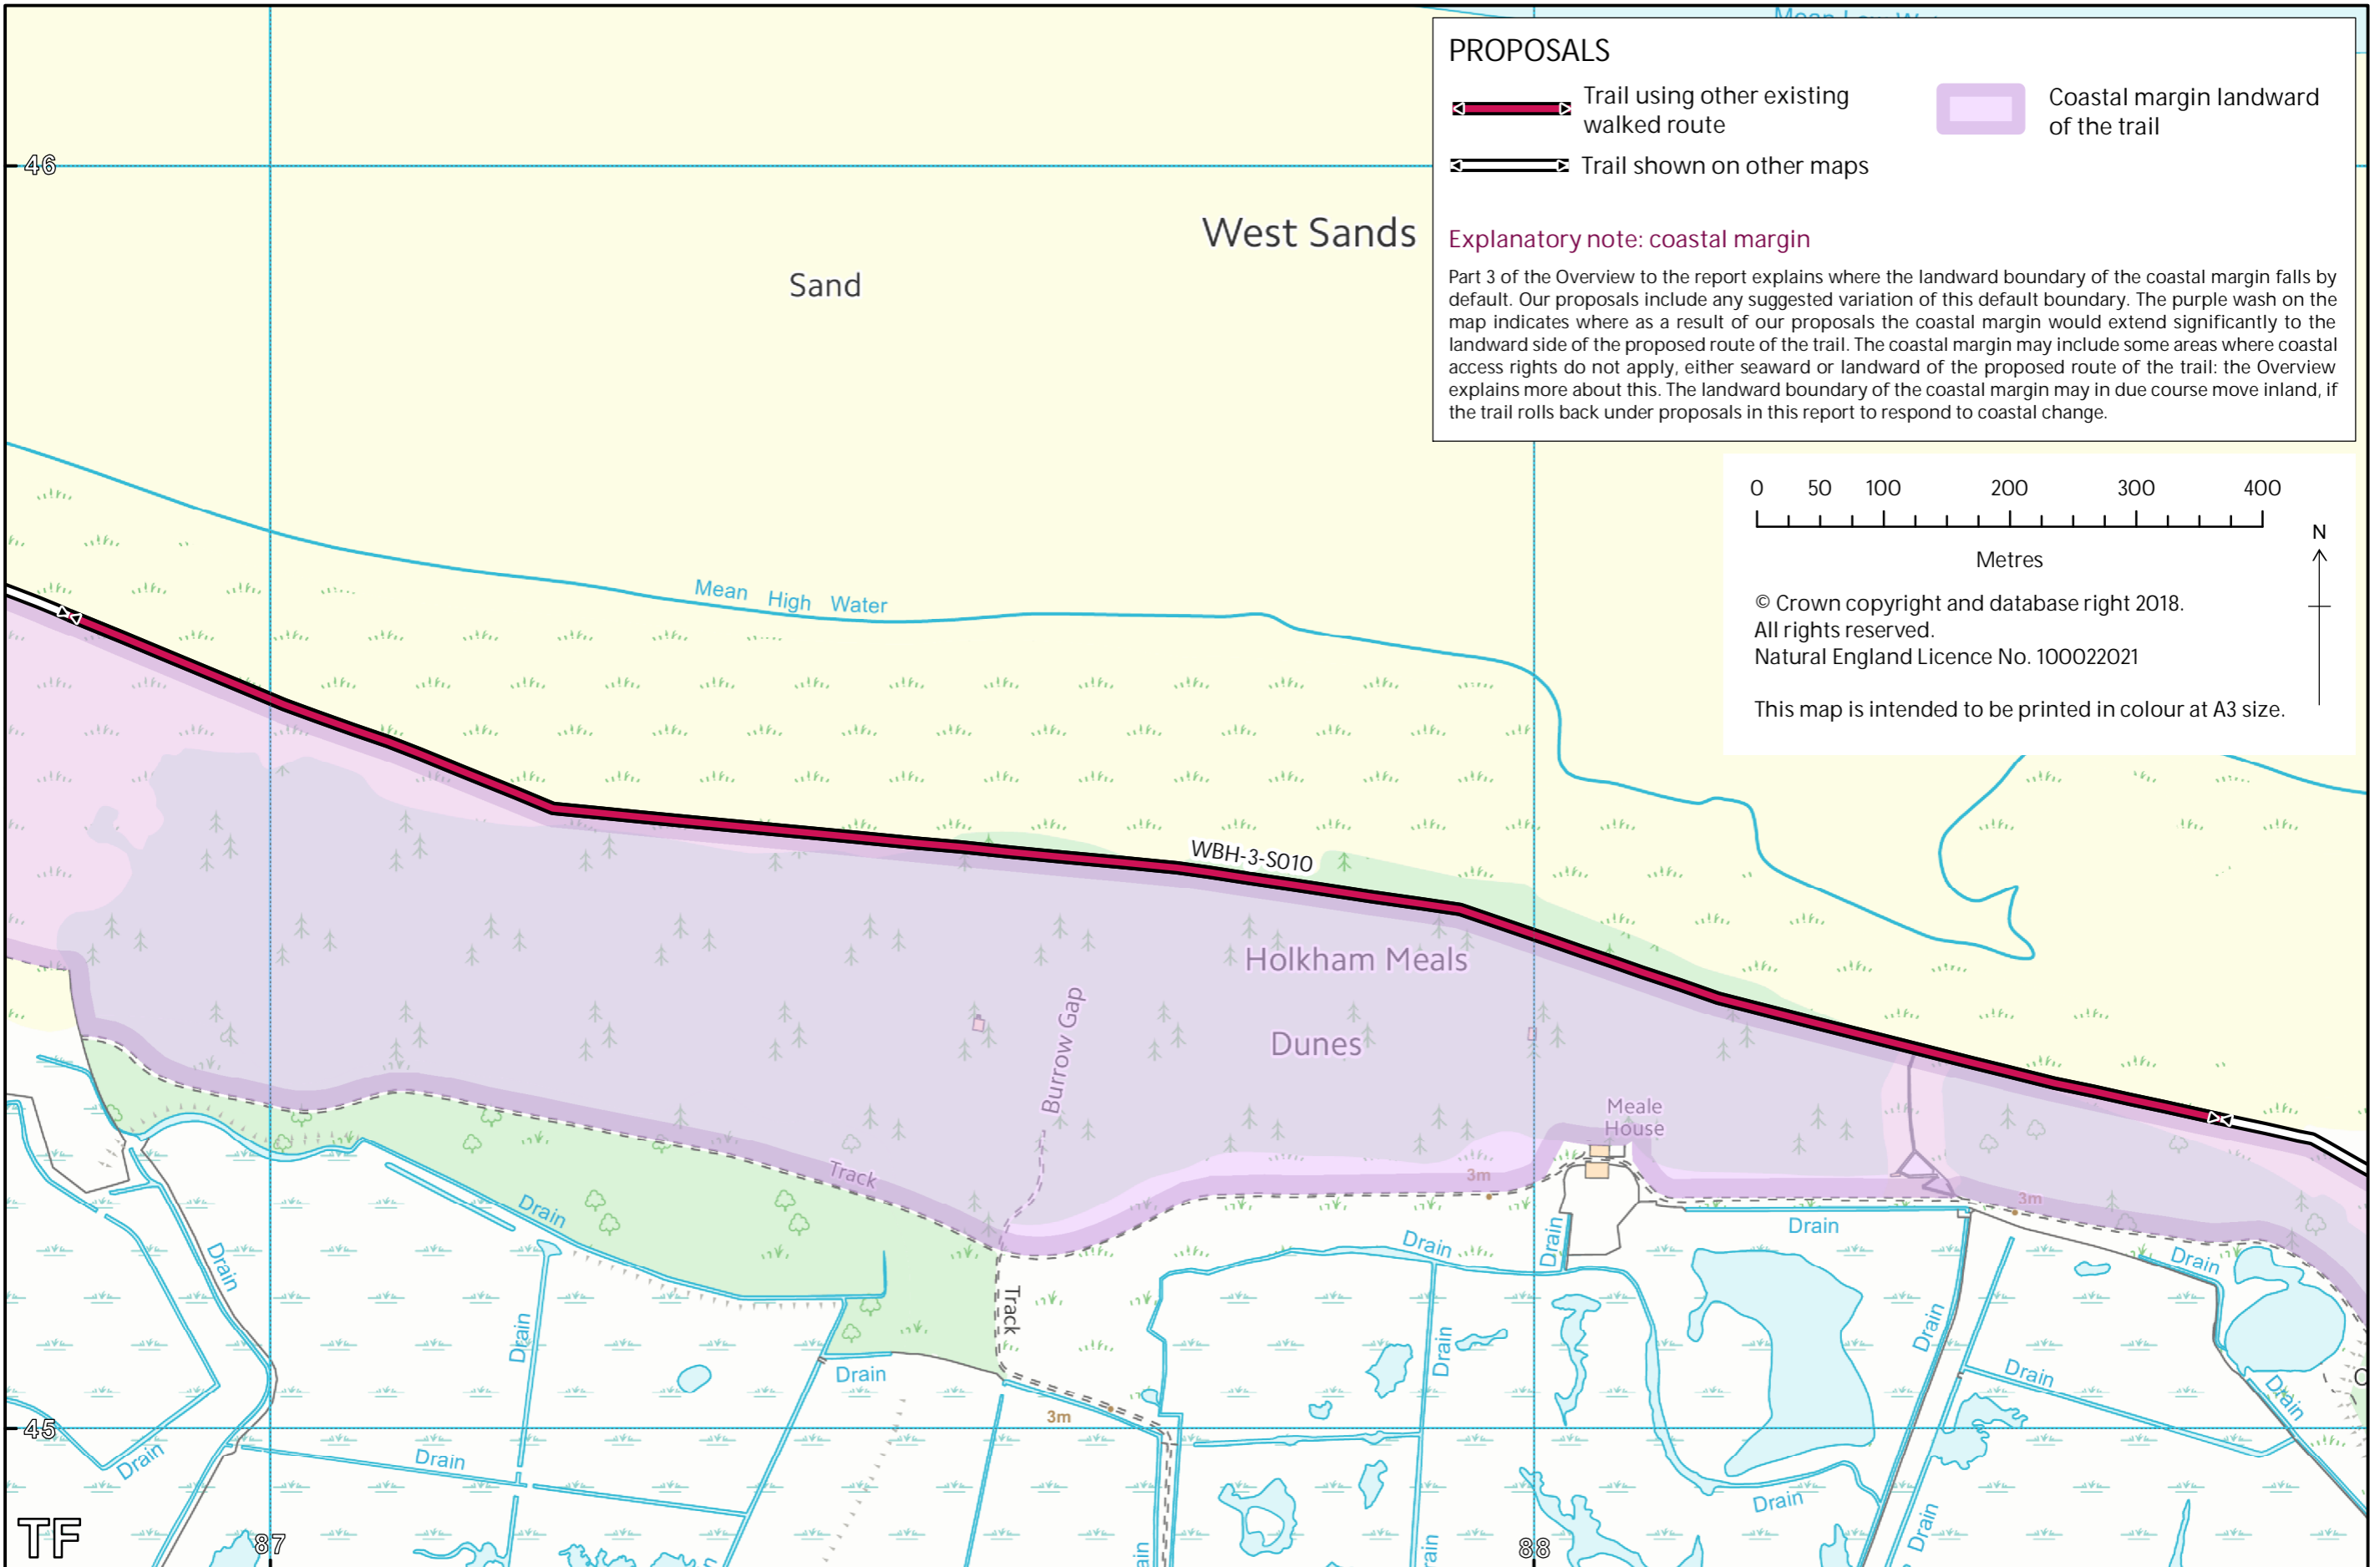 Mean Low Wat
PROPOSALS
Trail using other existing
walked route
Coastal margin landward
of the trail
Trail shown on other maps
Explanatory note: coastal margin
Part 3 of the Overview to the report explains where the landward boundary of the coastal margin falls by
default. Our proposals include any suggested variation of this default boundary. The purple wash on the
map indicates where as a result of our proposals the coastal margin would extend significantly to the
landward side of the proposed route of the trail. The coastal margin may include some areas where coastal
access rights do not apply, either seaward or landward of the proposed route of the trail: the Overview
explains more about this. The landward boundary of the coastal margin may in due course move inland, if
the trail rolls back under proposals in this report to respond to coastal change.
46
West Sands
Sand
0 50 100 200 300 400
Metres
N
© Crown copyright and database right 2018.
All rights reserved.
Natural England Licence No. 100022021
This map is intended to be printed in colour at A3 size.
Mean High Water
WBH-3-S010
Holkham Meals
Dunes
Burrow Gap
Meale
House
Track
3m
3m
Drain
Drain
Drain
Drain
Drain
Drain
Track
Drain
Drain
Drain
Drain
Drain
Drain
3m
45
Drain
Drain
Drain
Drain
ain
rain
TF
87
88